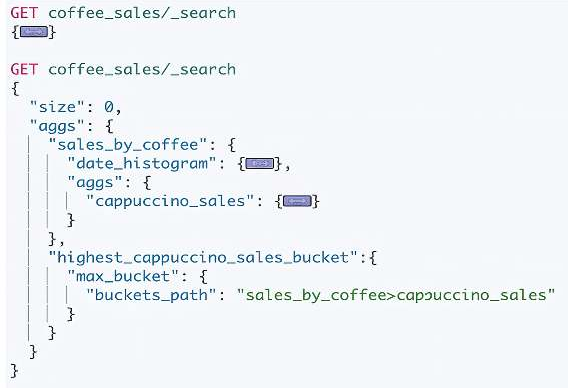 GET coffee_sales/_search
{}
GET coffee_sales/_search
{
"size": 0,
"aggs": {
"sales_by_coffee": {
"date_histogram": {},
"aggs": {
"cappuccino_sales": {}
}
},
"highest_cappuccino_sales_bucket":{
"max_bucket": {
"buckets_path": "sales_by_coffee>cappuccino_sales"
}
}
}
}